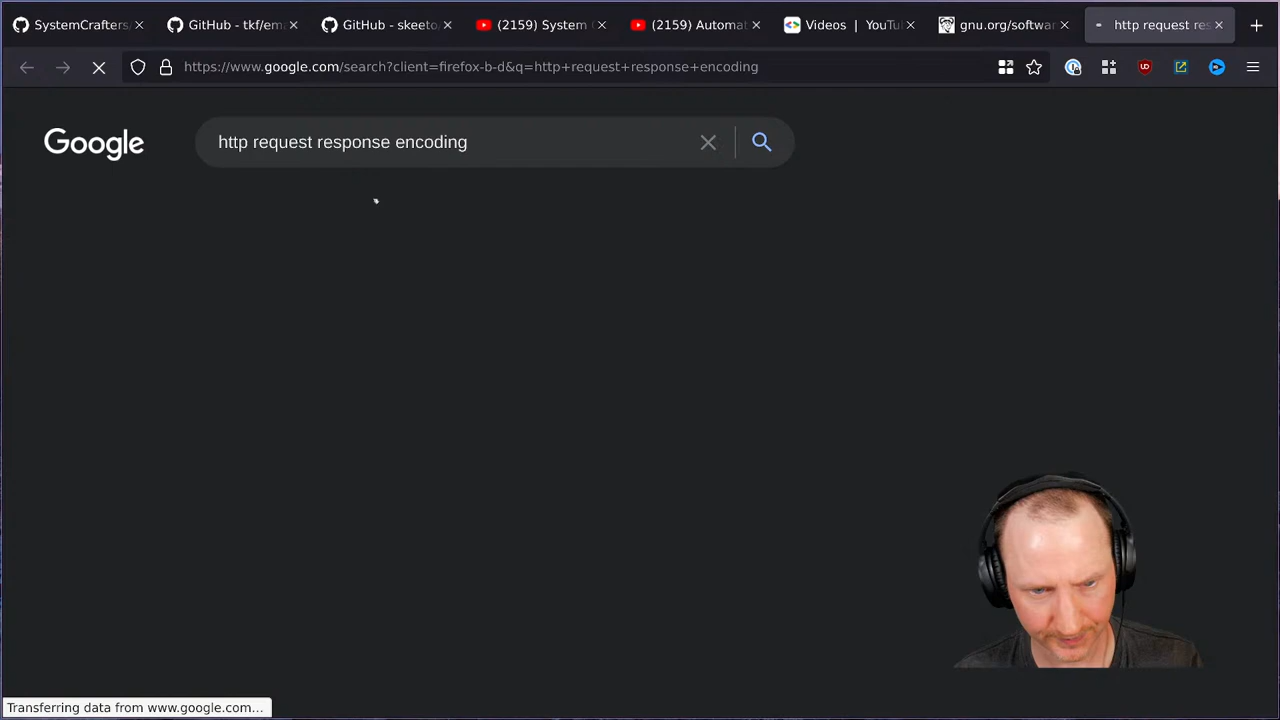 SystemCrafters/
GitHub - tkf/ema
GitHub - skeeto
(2159) System C
(2159) Automat
Videos | YouTu
gnu.org/softwar
http request res
https://www.google.com/search?client=firefox-b-d&q=http+request+response+encoding
UD
Google
http request response encoding
Transferring data from www.google.com…